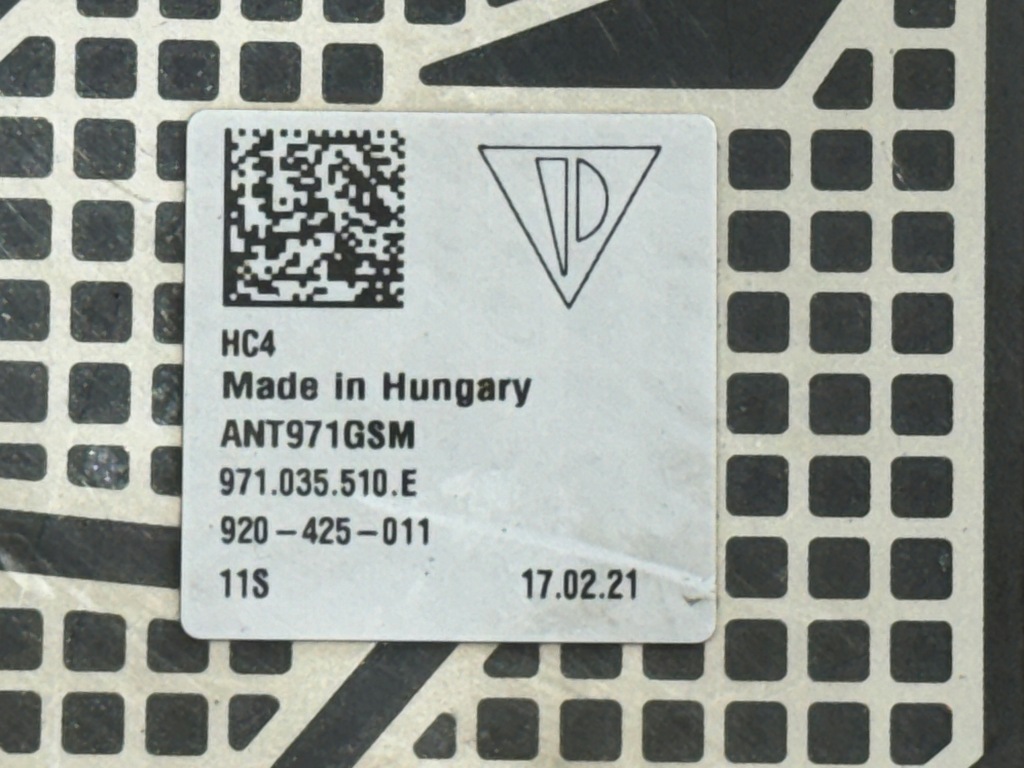 HC4
Made in Hungary
ANT971GSM
971.035.510.E
920-425-011
11S 17.02.21